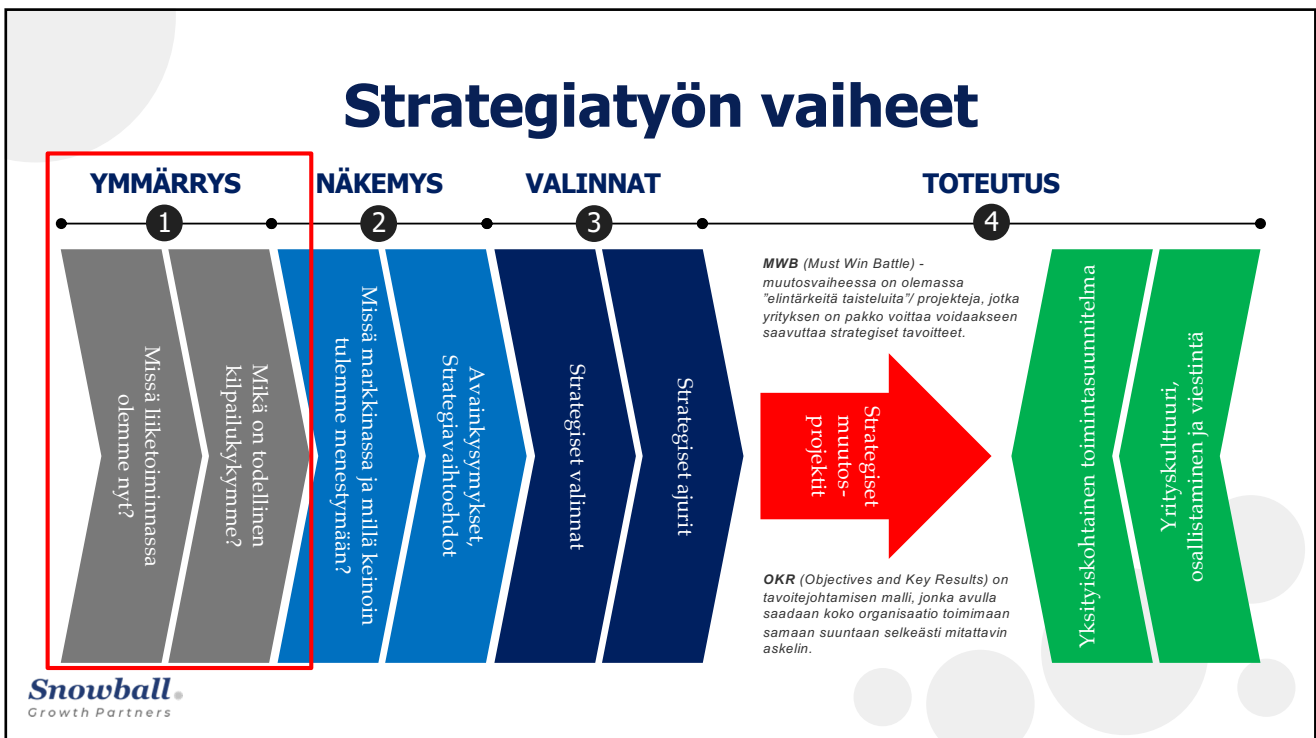 Strategiatyön vaiheet
YMMÄRRYS
NÄKEMYS
VALINNAT
TOTEUTUS
1
2
3
4
Missä liiketoiminnassa
olemme nyt?
Mikä on todellinen
kilpailukykymme?
Missä markkinassa ja millä keinoin
tulemme menestymään?
Avainkysymykset,
Strategiavaihtoehdot
Strategiset valinnat
Strategiset ajurit
MWB (Must Win Battle) -
muutosvaiheessa on olemassa
”elintärkeitä taisteluita”/ projekteja, jotka
yrityksen on pakko voittaa voidaakseen
saavuttaa strategiset tavoitteet.
Strategiset
muutos-
projektit
OKR (Objectives and Key Results) on
tavoitejohtamisen malli, jonka avulla
saadaan koko organisaatio toimimaan
samaan suuntaan selkeästi mitattavin
askelin.
Yksityiskohtainen toimintasuunnitelma
Yrityskulttuuri,
osallistaminen ja viestintä
Snowball
Growth Partners